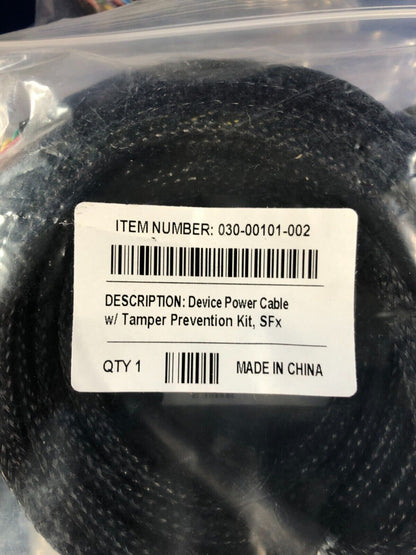 ITEM NUMBER: 030-00101-002
DESCRIPTION: Device Power Cable
w/ Tamper Prevention Kit, SFx
QTY 1 MADE IN CHINA